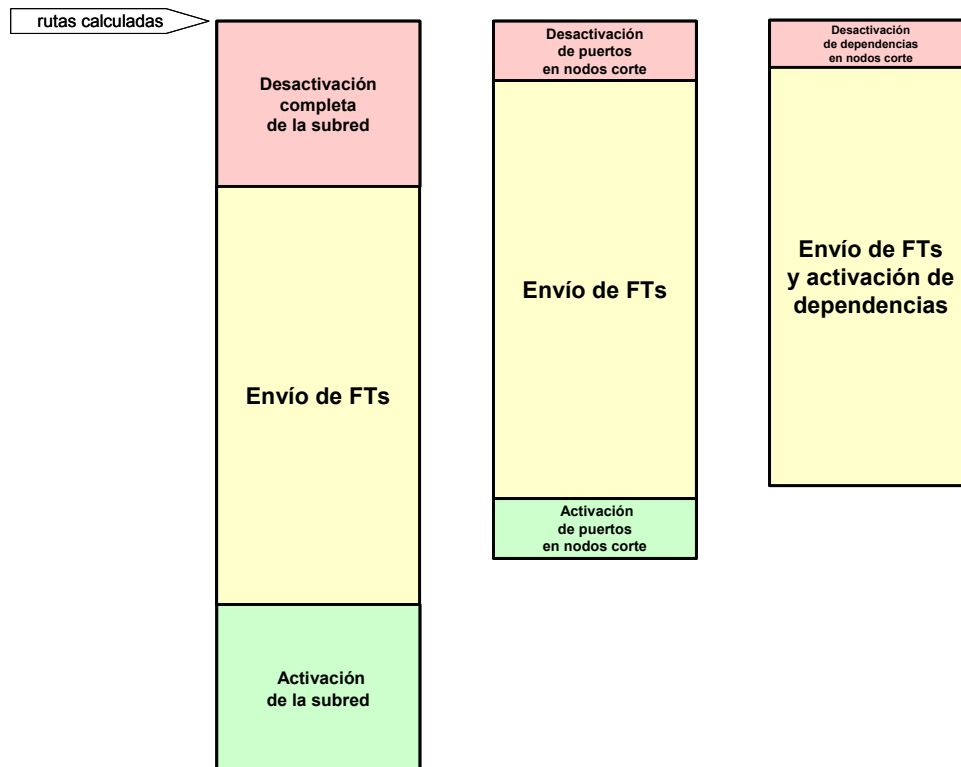 rutas calculadas
Desactivación
completa
de la subred
Envío de FTs
Activación
de la subred
Desactivación
de puertos
en nodos corte
Envío de FTs
Activación
de puertos
en nodos corte
Desactivación
de dependencias
en nodos corte
Envío de FTs
y activación de
dependencias